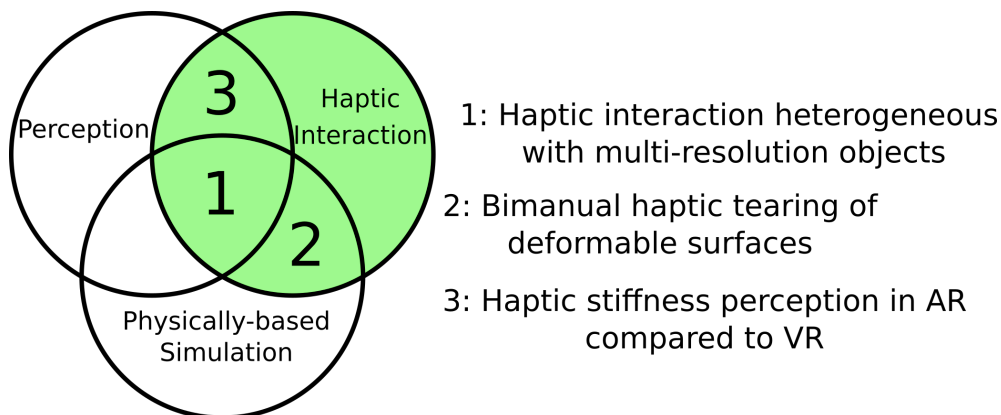 3
Haptic
Interaction
Perception
1
2
Physically-based
Simulation
1: Haptic interaction heterogeneous
with multi-resolution objects
2: Bimanual haptic tearing of
deformable surfaces
3: Haptic stiffness perception in AR
compared to VR